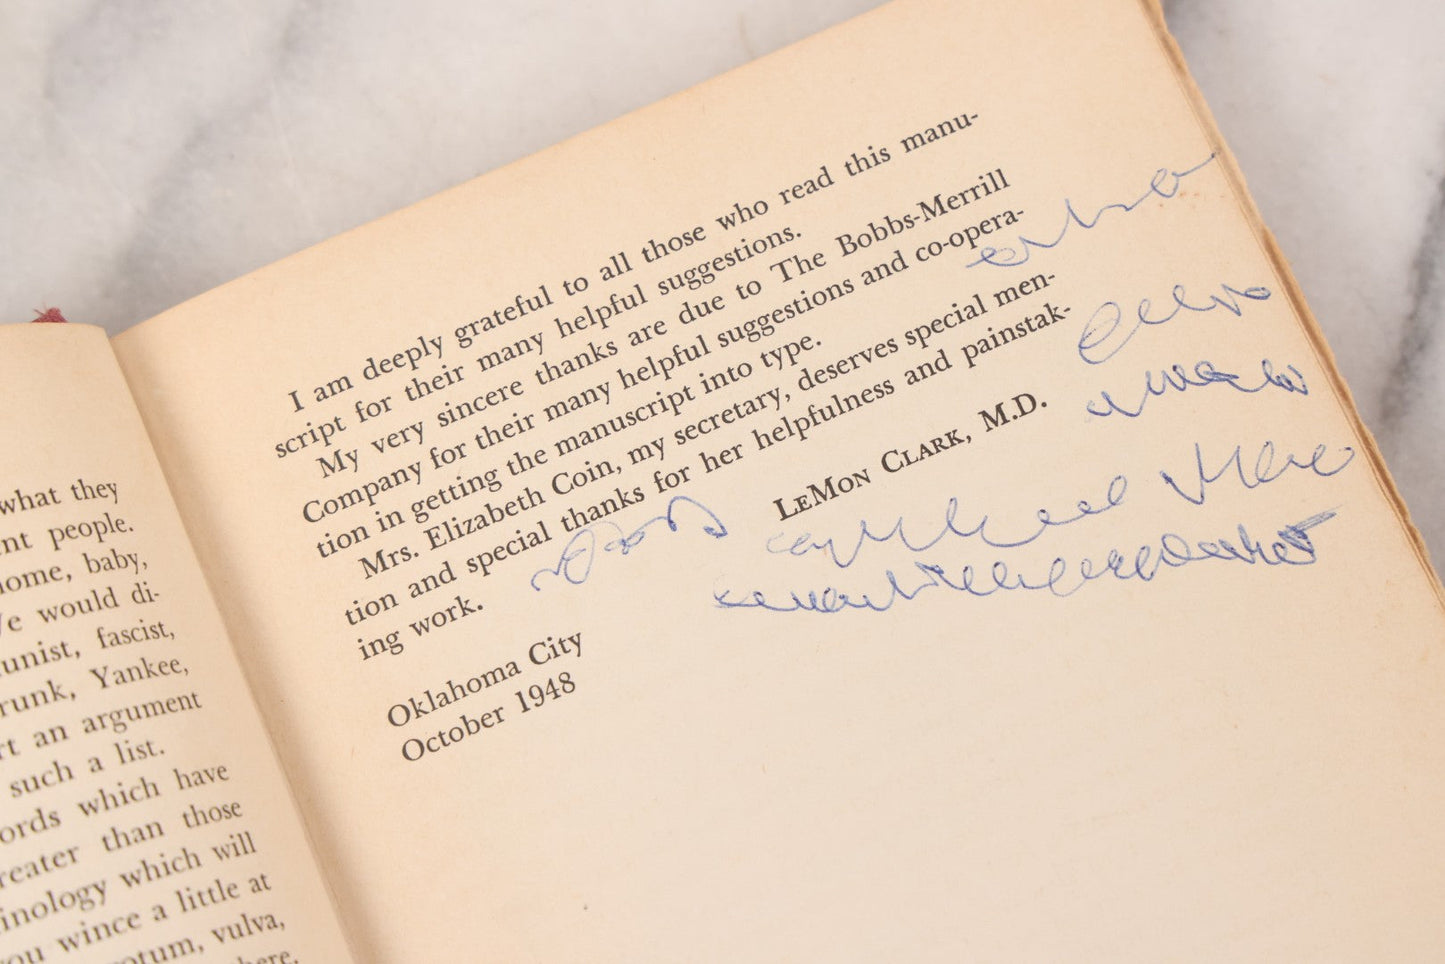 what they
nt people.
home, baby,
We would di-
unist, fascist,
runk, Yankee,
rt an argument
such a list.
ords which have
reater than those
inology which will
you wince a little at
rotum, vulva,
here.
I am deeply grateful to all those who read this manu-
script for their many helpful suggestions.
My very sincere thanks are due to The Bobbs-Merrill
Company for their many helpful suggestions and co-opera-
tion in getting the manuscript into type.
Mrs. Elizabeth Coin, my secretary, deserves special men-
tion and special thanks for her helpfulness and painstak-
ing work.
LeMon Clark, M.D.
Oklahoma City
October 1948